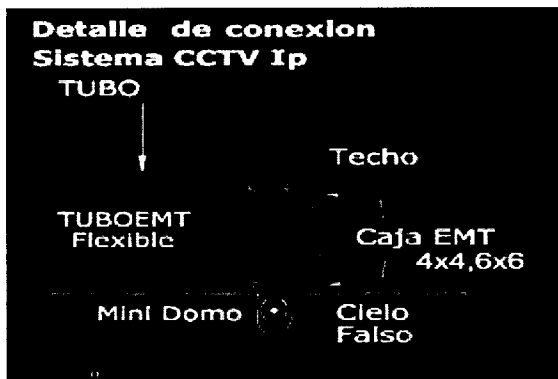 Detalle de conexion
Sistema CCTV Ip
TUBO
Techo
TUBOEMT
Flexible
Caja EMT
4x4,6x6
Mini Domo
Cielo
Falso